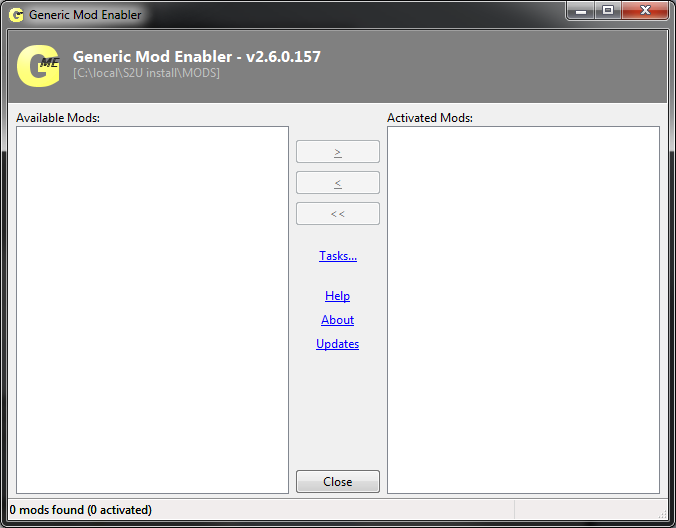 Generic Mod Enabler
GME
Generic Mod Enabler - v2.6.0.157
[C:\local\S2U install\MODS]
Available Mods:
Activated Mods:
>
<
<<
Tasks...
Help
About
Updates
Close
0 mods found (0 activated)